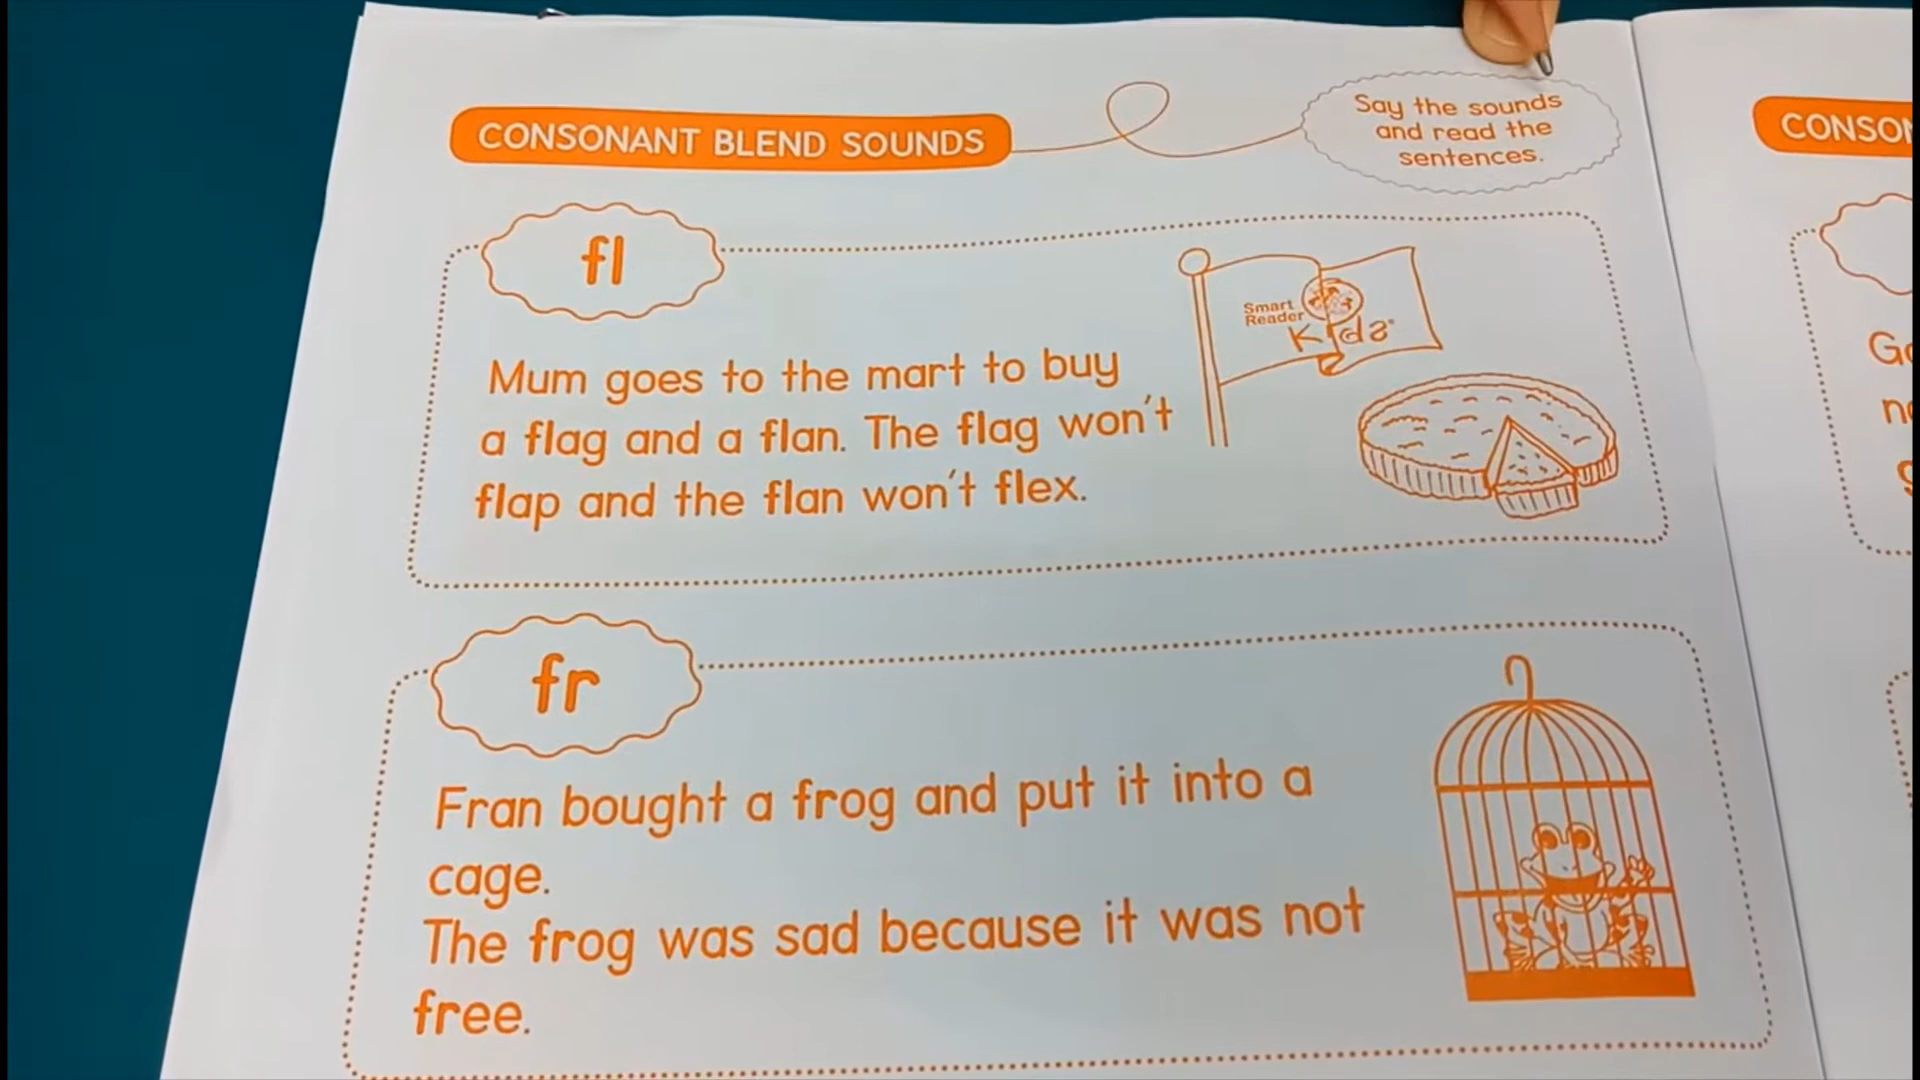 CONSONANT BLEND SOUNDS
Say the sounds
and read the
sentences.
fl
Smart
Reader
Kidz
Mum goes to the mart to buy
a flag and a flan. The flag won't
flap and the flan won't flex.
fr
Fran bought a frog and put it into a
cage.
The frog was sad because it was not
free.